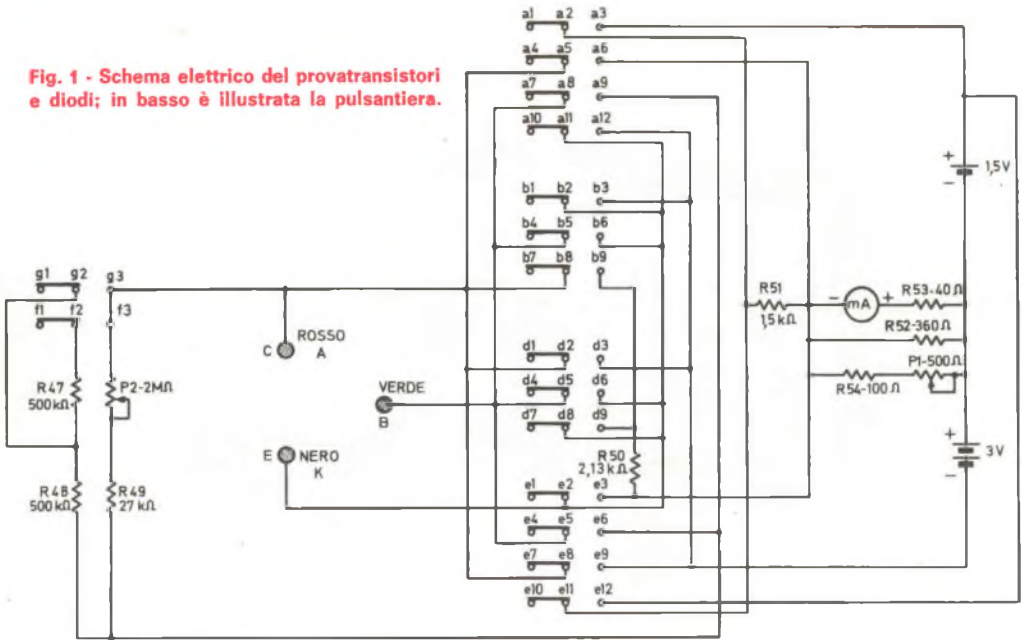 Fig. 1 - Schema elettrico del provatransistori
e diodi; in basso è illustrata la pulsantiera.
a1 a2 a3
a4 a5 a6
a7 a8 a9
a10 a11 a12
b1 b2 b3
b4 b5 b6
b7 b8 b9
g1 g2 g3
f1 f2 f3
C ROSSO
A
VERDE
B
E NERO
K
R47
500kΩ
P2-2MΩ
R48
500kΩ
R49
27kΩ
d1 d2 d3
d4 d5 d6
d7 d8 d9
R50
2,13kΩ
e1 e2 e3
e4 e5 e6
e7 e8 e9
e10 e11 e12
R51
1,5kΩ
- mA +
R53-40Ω
R52-360Ω
P1-500Ω
R54-100Ω
+
-
1,5V
+
-
3V